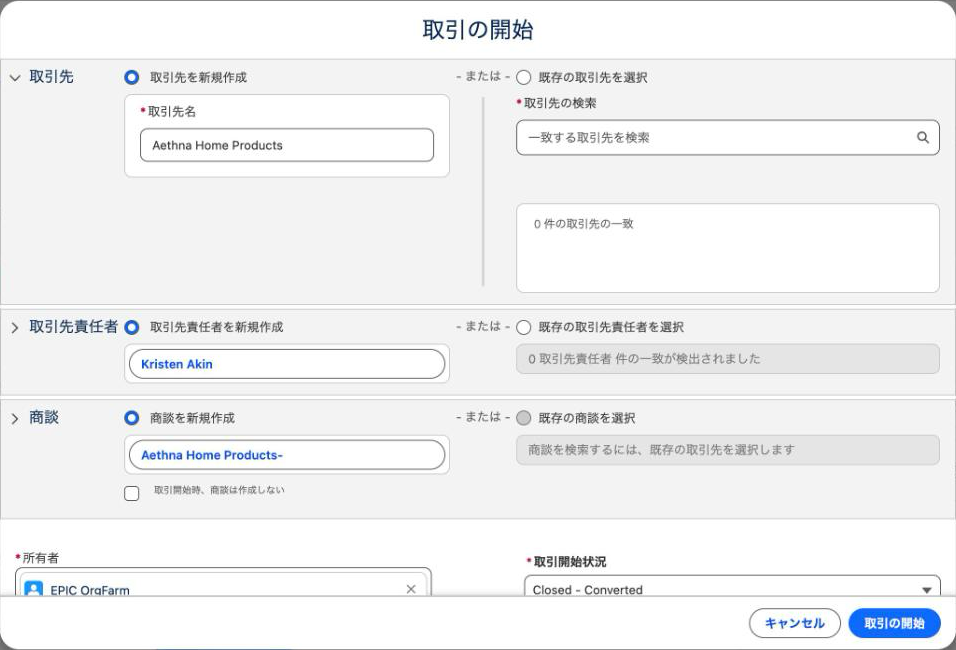 取引の開始
取引先
取引先を新規作成
- または -
既存の取引先を選択
*取引先名
Aethna Home Products
*取引先の検索
一致する取引先を検索
0 件の取引先の一致
取引先責任者
取引先責任者を新規作成
- または -
既存の取引先責任者を選択
Kristen Akin
0 取引先責任者 件の一致が検出されました
商談
商談を新規作成
- または -
既存の商談を選択
Aethna Home Products-
商談を検索するには、既存の取引先を選択します
取引開始時、商談は作成しない
*所有者
EPIC OrgFarm
*取引開始状況
Closed - Converted
キャンセル
取引の開始